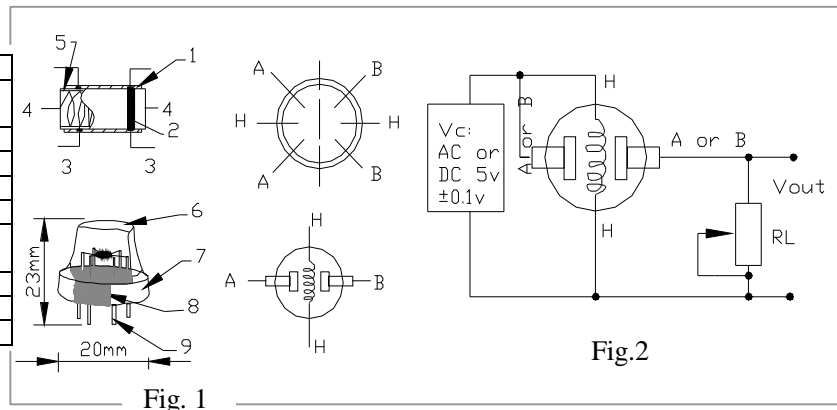 5
1
A
B
4
4
2
H
H
3
3
A
B
6
7
23mm
8
9
20mm
H
A
B
H
Fig. 1
H
Vc:
AC or
DC 5v
±0.1v
A or B
A or B
Vout
RL
H
Fig.2